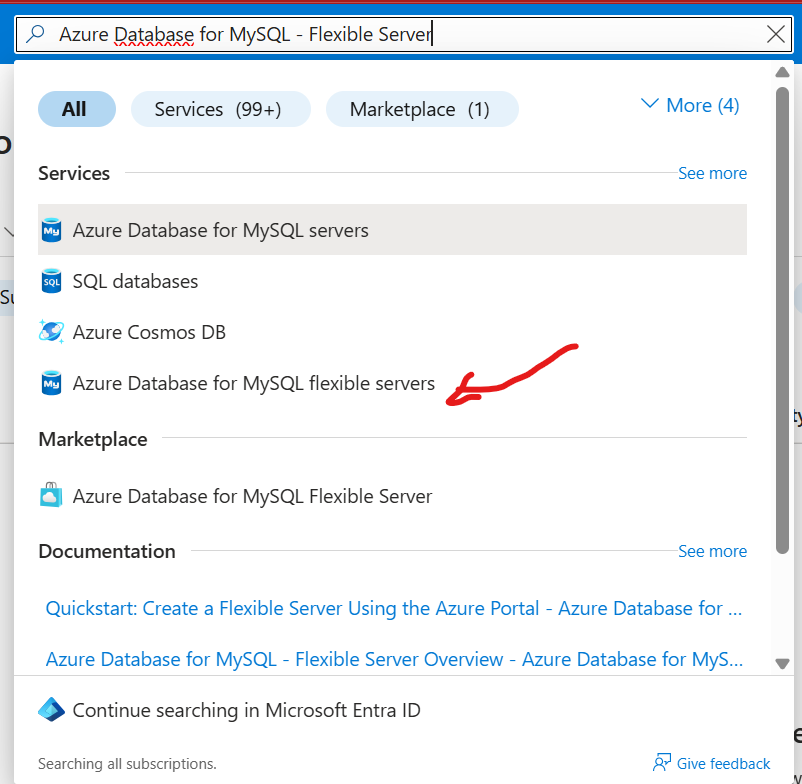 Azure Database for MySQL - Flexible Server
All
Services (99+)
Marketplace (1)
More (4)
Services
See more
My Azure Database for MySQL servers
SQL SQL databases
Azure Cosmos DB
My Azure Database for MySQL flexible servers
Marketplace
Azure Database for MySQL Flexible Server
Documentation
See more
Quickstart: Create a Flexible Server Using the Azure Portal - Azure Database for ...
Azure Database for MySQL - Flexible Server Overview - Azure Database for MyS...
Continue searching in Microsoft Entra ID
Searching all subscriptions.
Give feedback